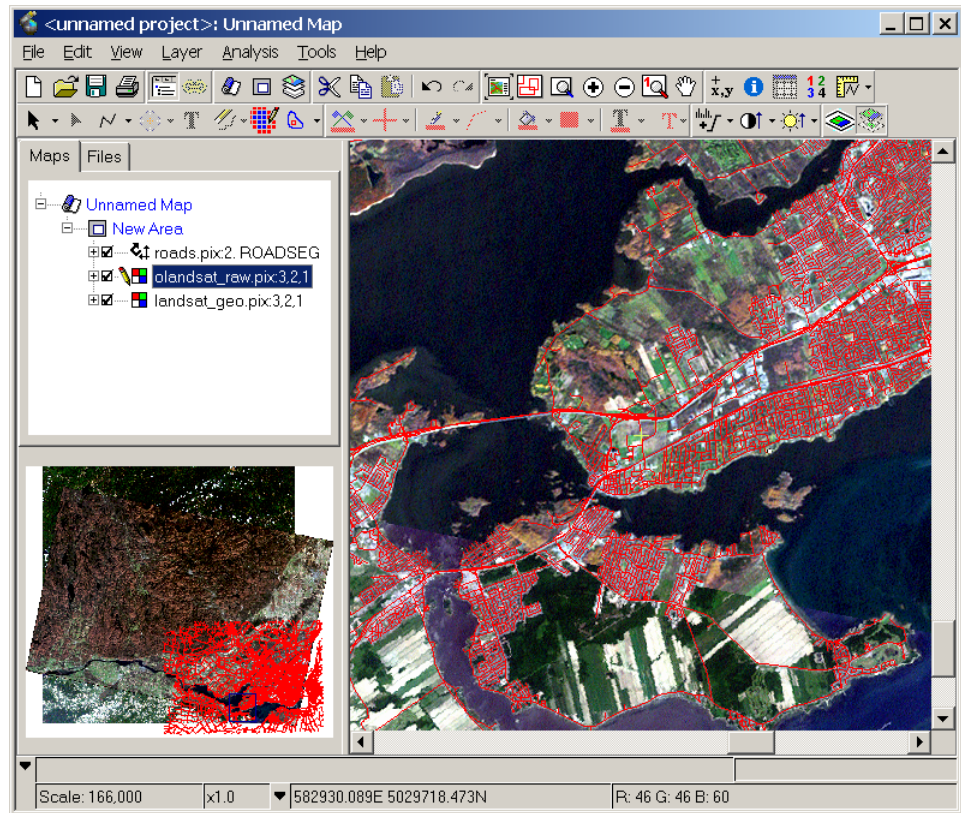 <unnamed project>: Unnamed Map
File Edit View Layer Analysis Tools Help
Maps Files
Unnamed Map
New Area
roads.pix:2. ROADSEG
olandsat_raw.pix:3,2,1
landsat_geo.pix:3,2,1
Scale: 166,000 x1.0 582930.089E 5029718.473N R: 46 G: 46 B: 60